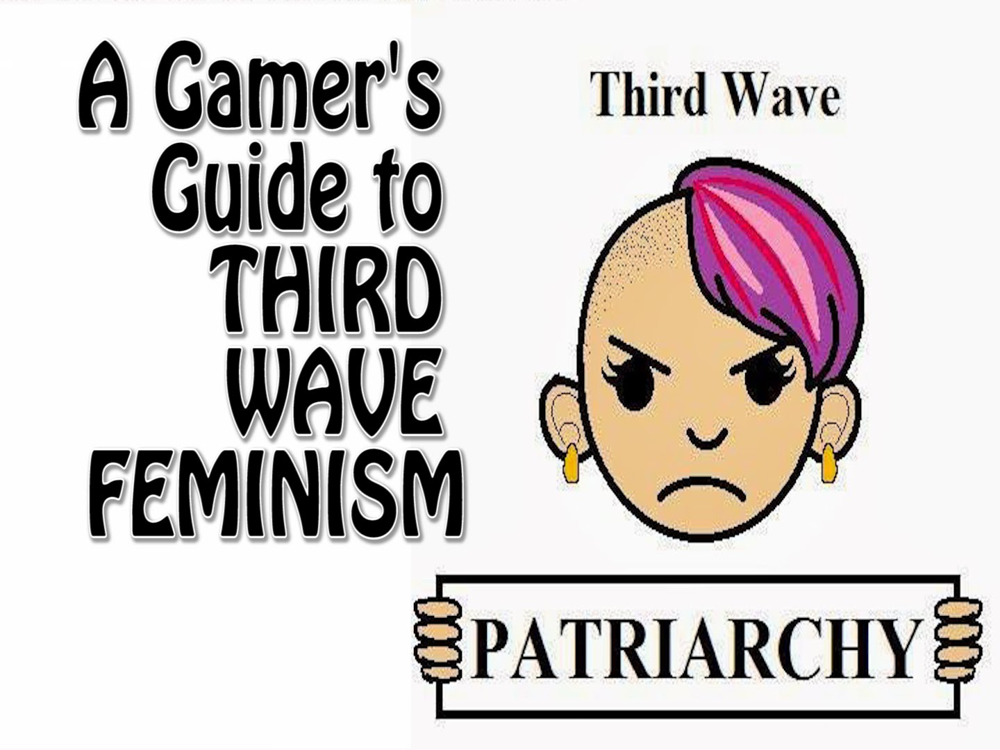 A Gamer's
Guide to
THIRD
WAVE
FEMINISM
Third Wave
PATRIARCHY